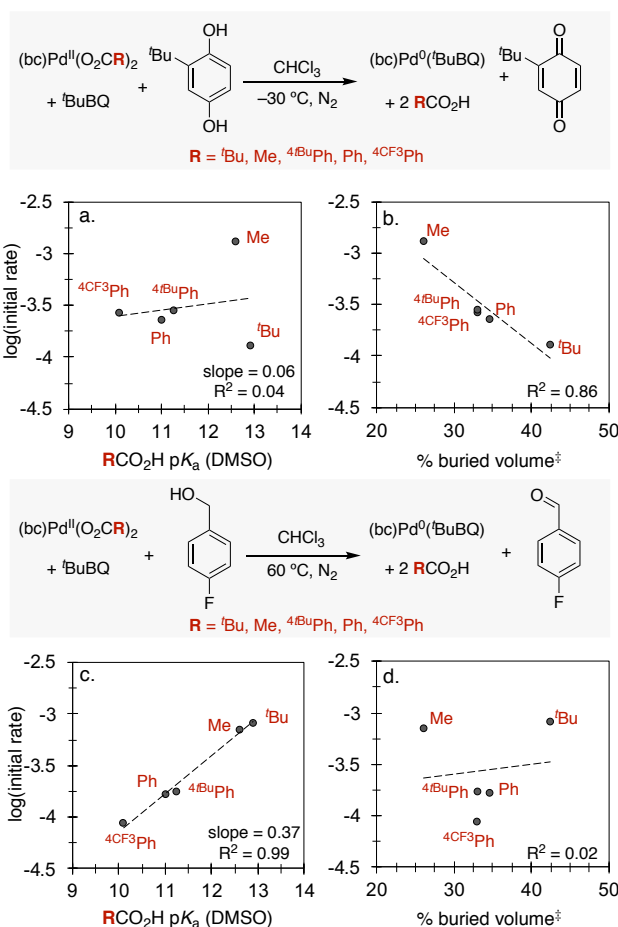 (bc)Pd^II(O2CR)2 + ^tBu OH CHCl3 (bc)Pd^0(^tBuBQ) + ^tBu O
+ ^tBuBQ OH –30 ºC, N2 + 2 RCO2H O
R = ^tBu, Me, ^4tBuPh, Ph, ^4CF3Ph
a.
log(initial rate)
-2.5
-3
-3.5
-4
-4.5
Me
4CF3Ph
4tBuPh
Ph
tBu
slope = 0.06
R² = 0.04
9 10 11 12 13 14
RCO2H pKa (DMSO)
b.
-2.5
-3
-3.5
-4
-4.5
Me
4tBuPh
Ph
4CF3Ph
tBu
R² = 0.86
20 30 40 50
% buried volume‡
(bc)Pd^II(O2CR)2 + HO CHCl3 (bc)Pd^0(^tBuBQ) + O
+ ^tBuBQ F 60 ºC, N2 + 2 RCO2H F
R = ^tBu, Me, ^4tBuPh, Ph, ^4CF3Ph
c.
log(initial rate)
-2.5
-3
-3.5
-4
-4.5
Me
tBu
Ph
4tBuPh
4CF3Ph
slope = 0.37
R² = 0.99
9 10 11 12 13 14
RCO2H pKa (DMSO)
d.
-2.5
-3
-3.5
-4
-4.5
Me
tBu
4tBuPh
Ph
4CF3Ph
R² = 0.02
20 30 40 50
% buried volume‡